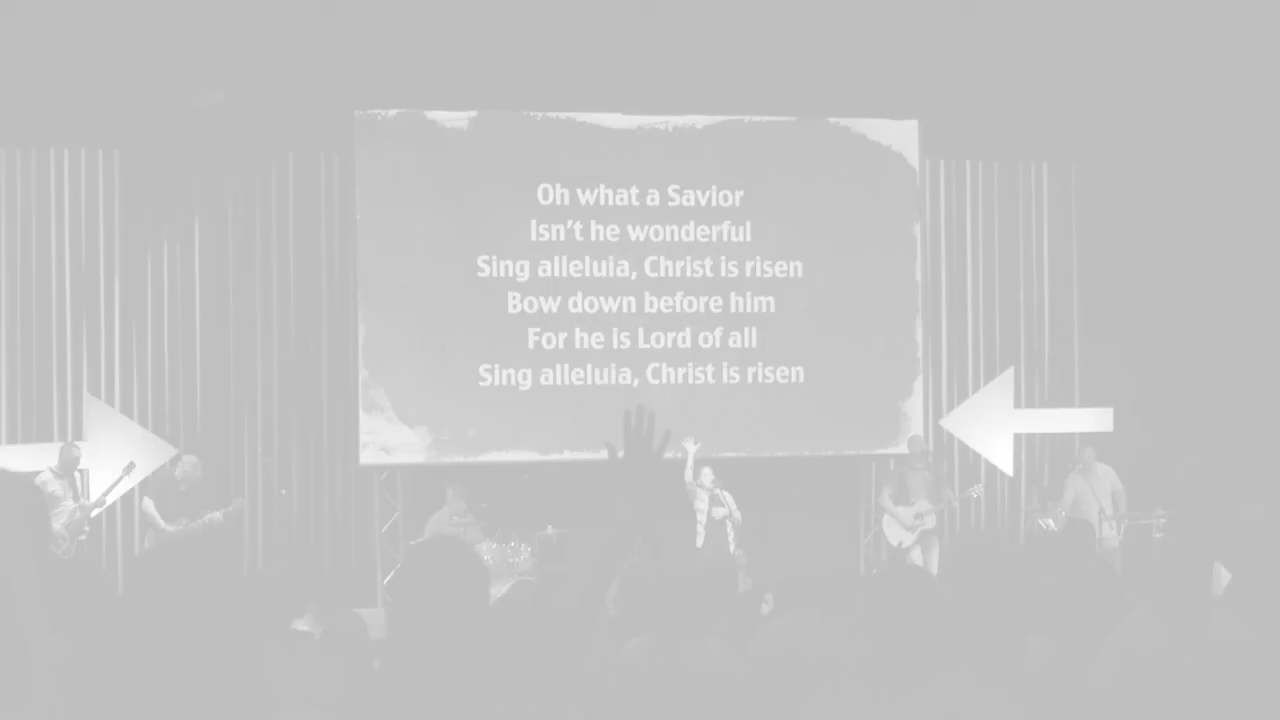 Oh what a Savior
Isn't he wonderful
Sing alleluia, Christ is risen
Bow down before him
For he is Lord of all
Sing alleluia, Christ is risen